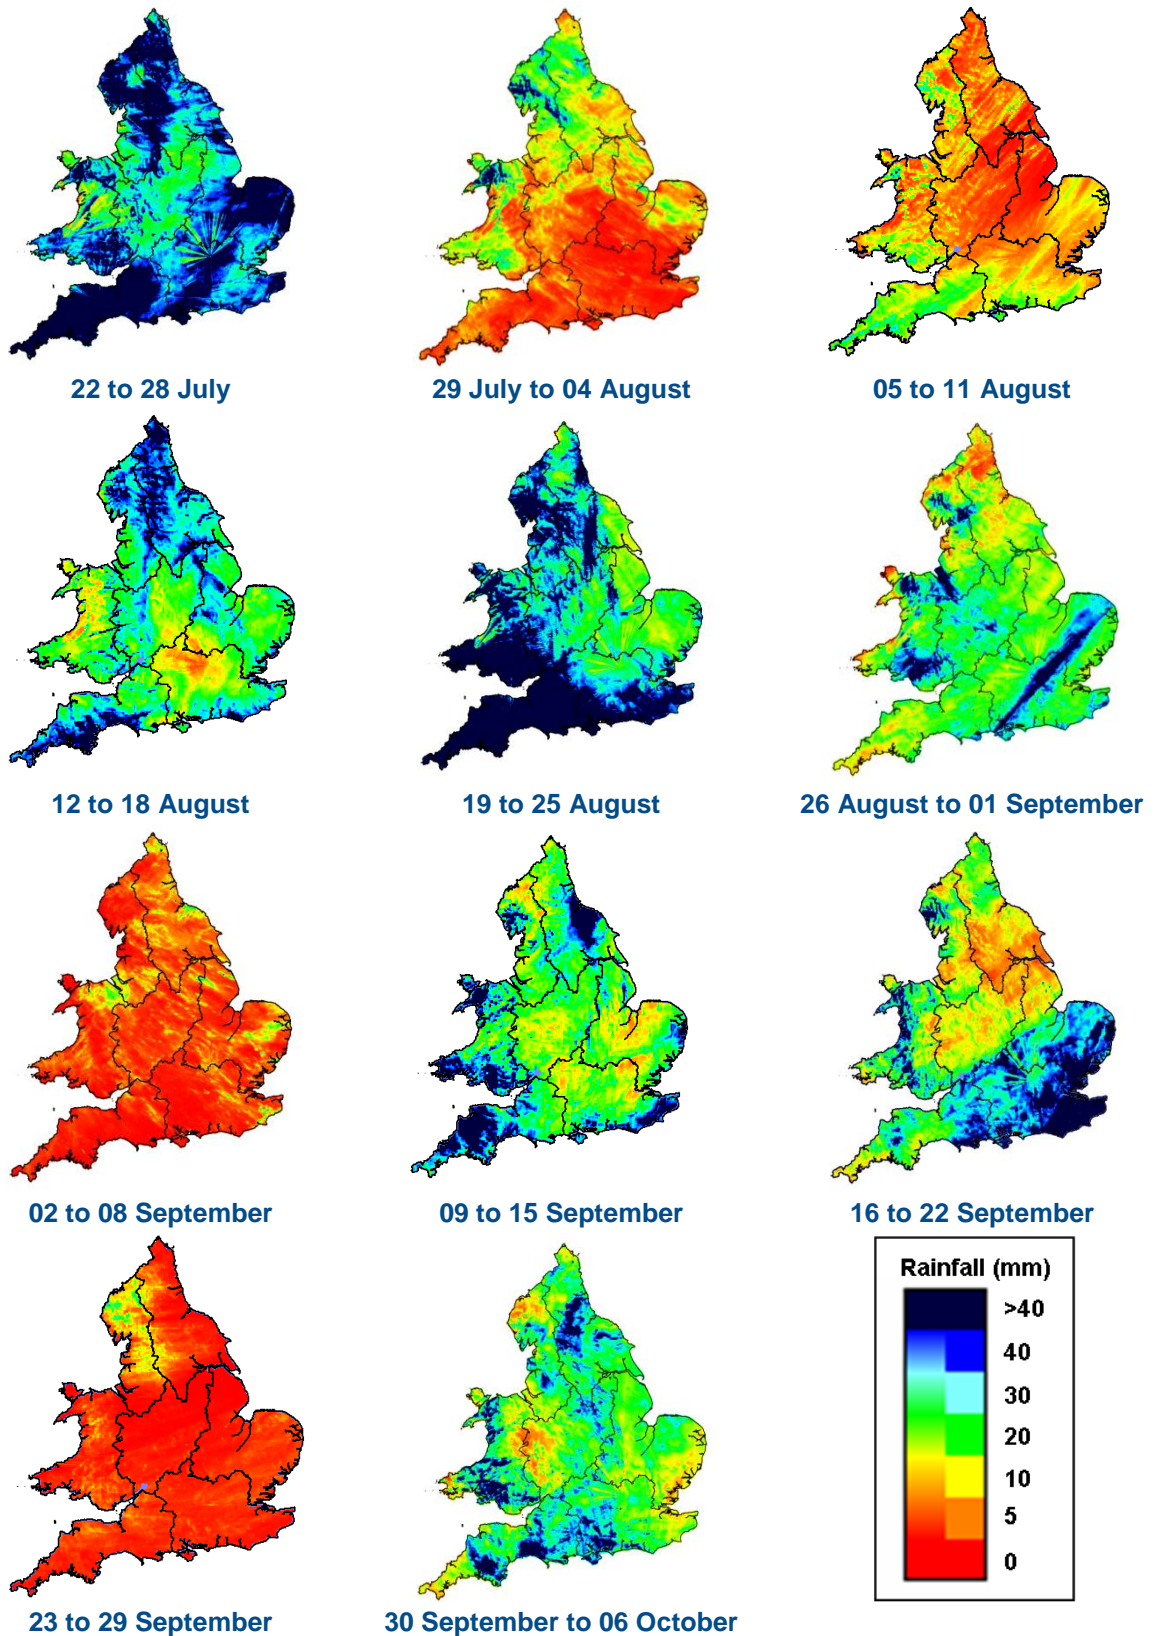 22 to 28 July
29 July to 04 August
05 to 11 August
12 to 18 August
19 to 25 August
26 August to 01 September
02 to 08 September
09 to 15 September
16 to 22 September
23 to 29 September
30 September to 06 October
Rainfall (mm)
>40
40
30
20
10
5
0